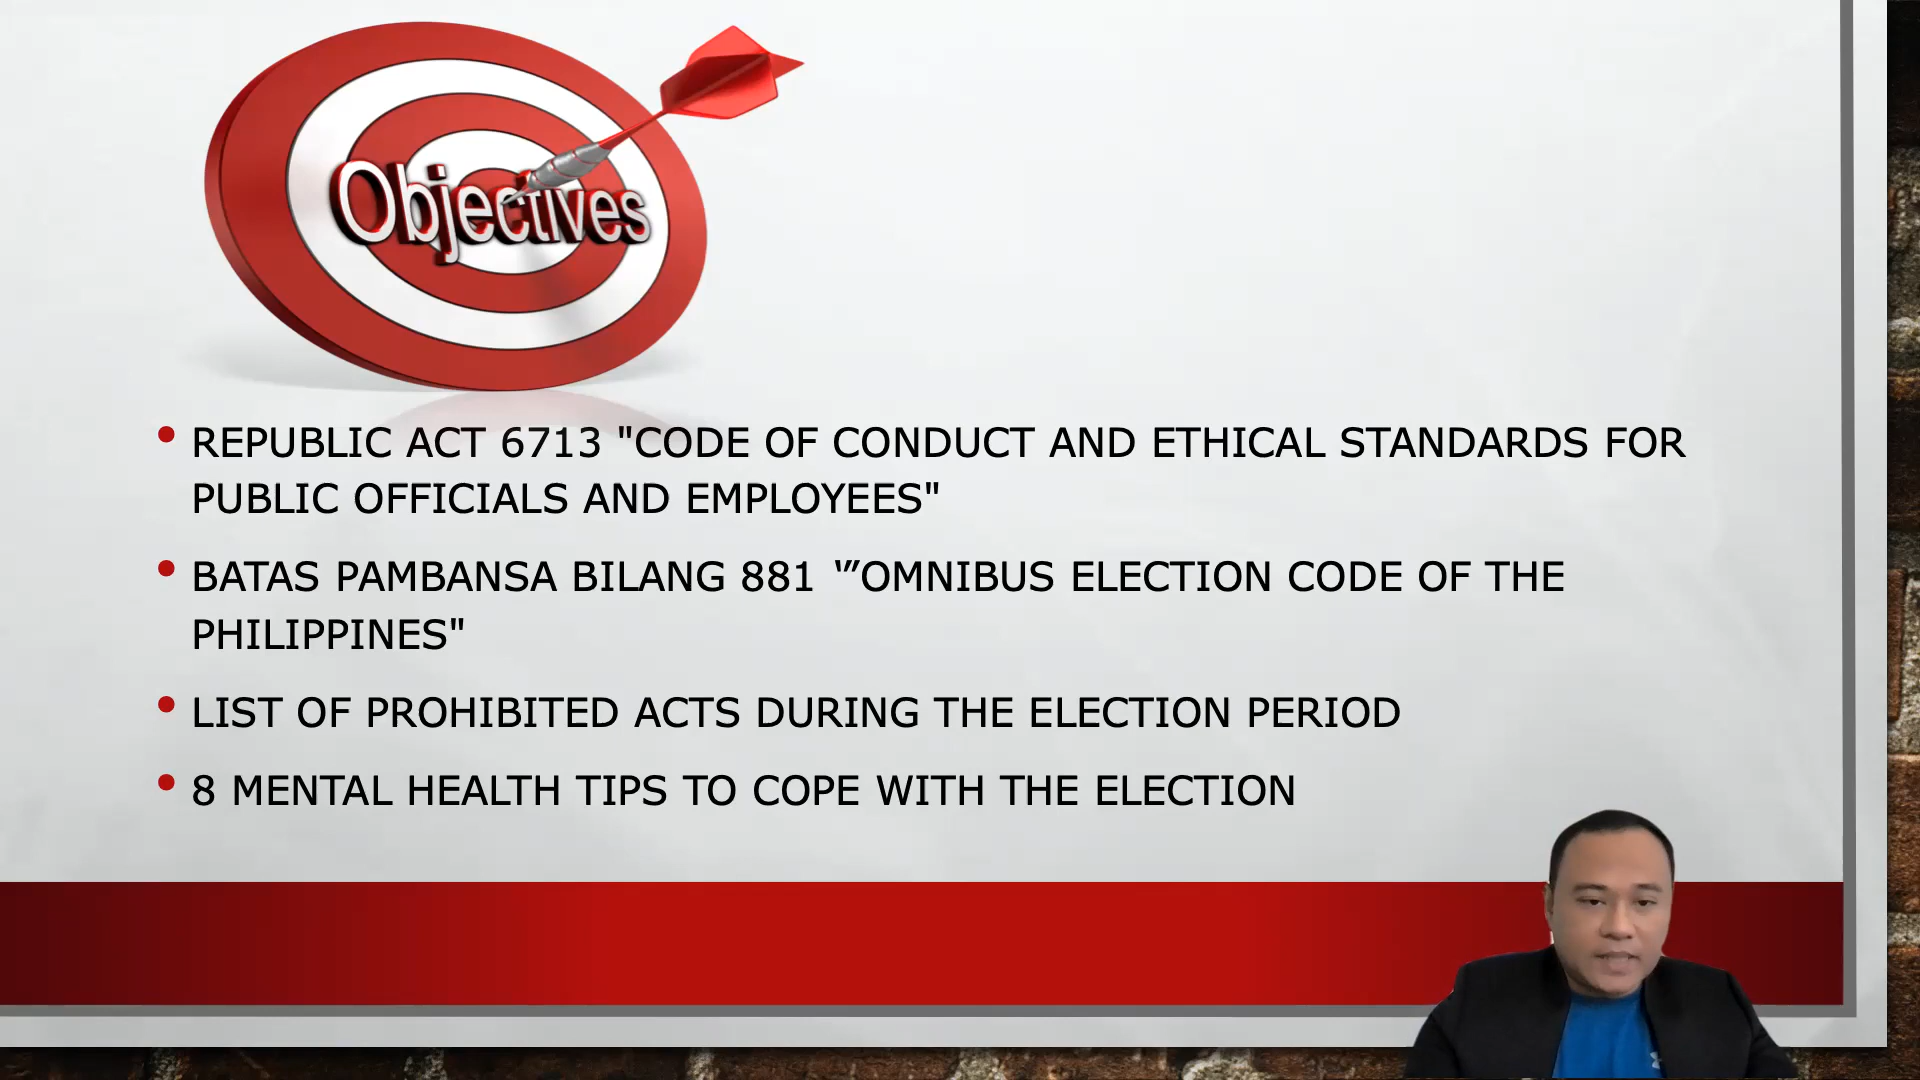 Objectives
• REPUBLIC ACT 6713 "CODE OF CONDUCT AND ETHICAL STANDARDS FOR
PUBLIC OFFICIALS AND EMPLOYEES"
• BATAS PAMBANSA BILANG 881 '"OMNIBUS ELECTION CODE OF THE
PHILIPPINES"
• LIST OF PROHIBITED ACTS DURING THE ELECTION PERIOD
• 8 MENTAL HEALTH TIPS TO COPE WITH THE ELECTION